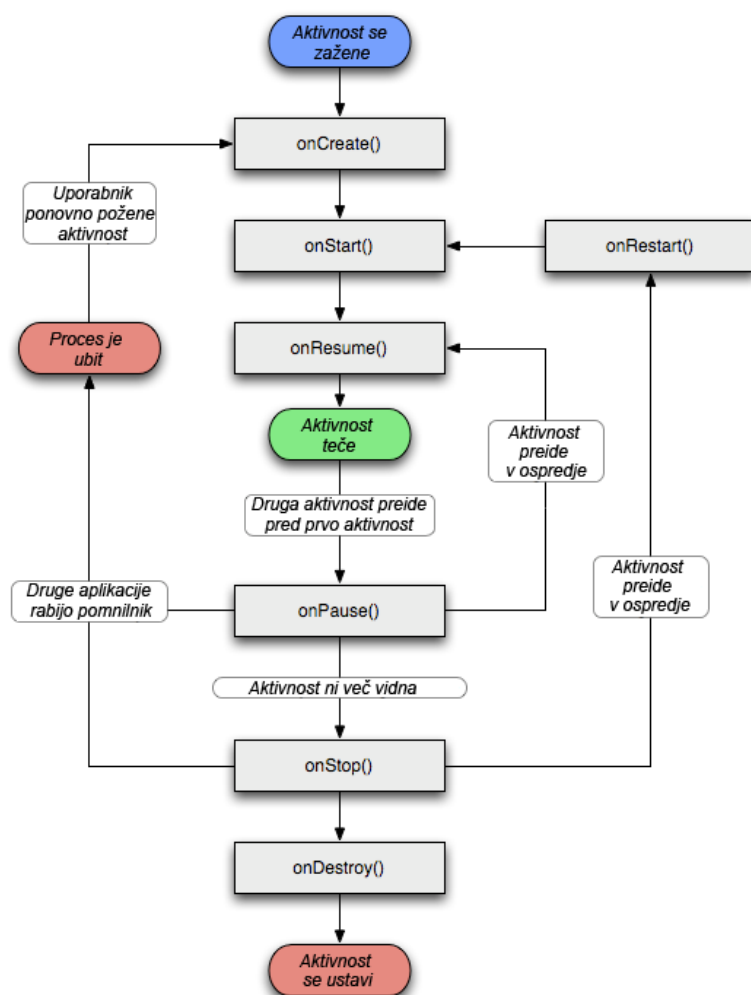 Aktivnost se
zažene
onCreate()
Uporabnik
ponovno požene
aktivnost
onStart()
onRestart()
Proces je
ubit
onResume()
Aktivnost
teče
Aktivnost
preide
v ospredje
Druga aktivnost preide
pred prvo aktivnost
Druge aplikacije
rabijo pomnilnik
onPause()
Aktivnost
preide
v ospredje
Aktivnost ni več vidna
onStop()
onDestroy()
Aktivnost
se ustavi